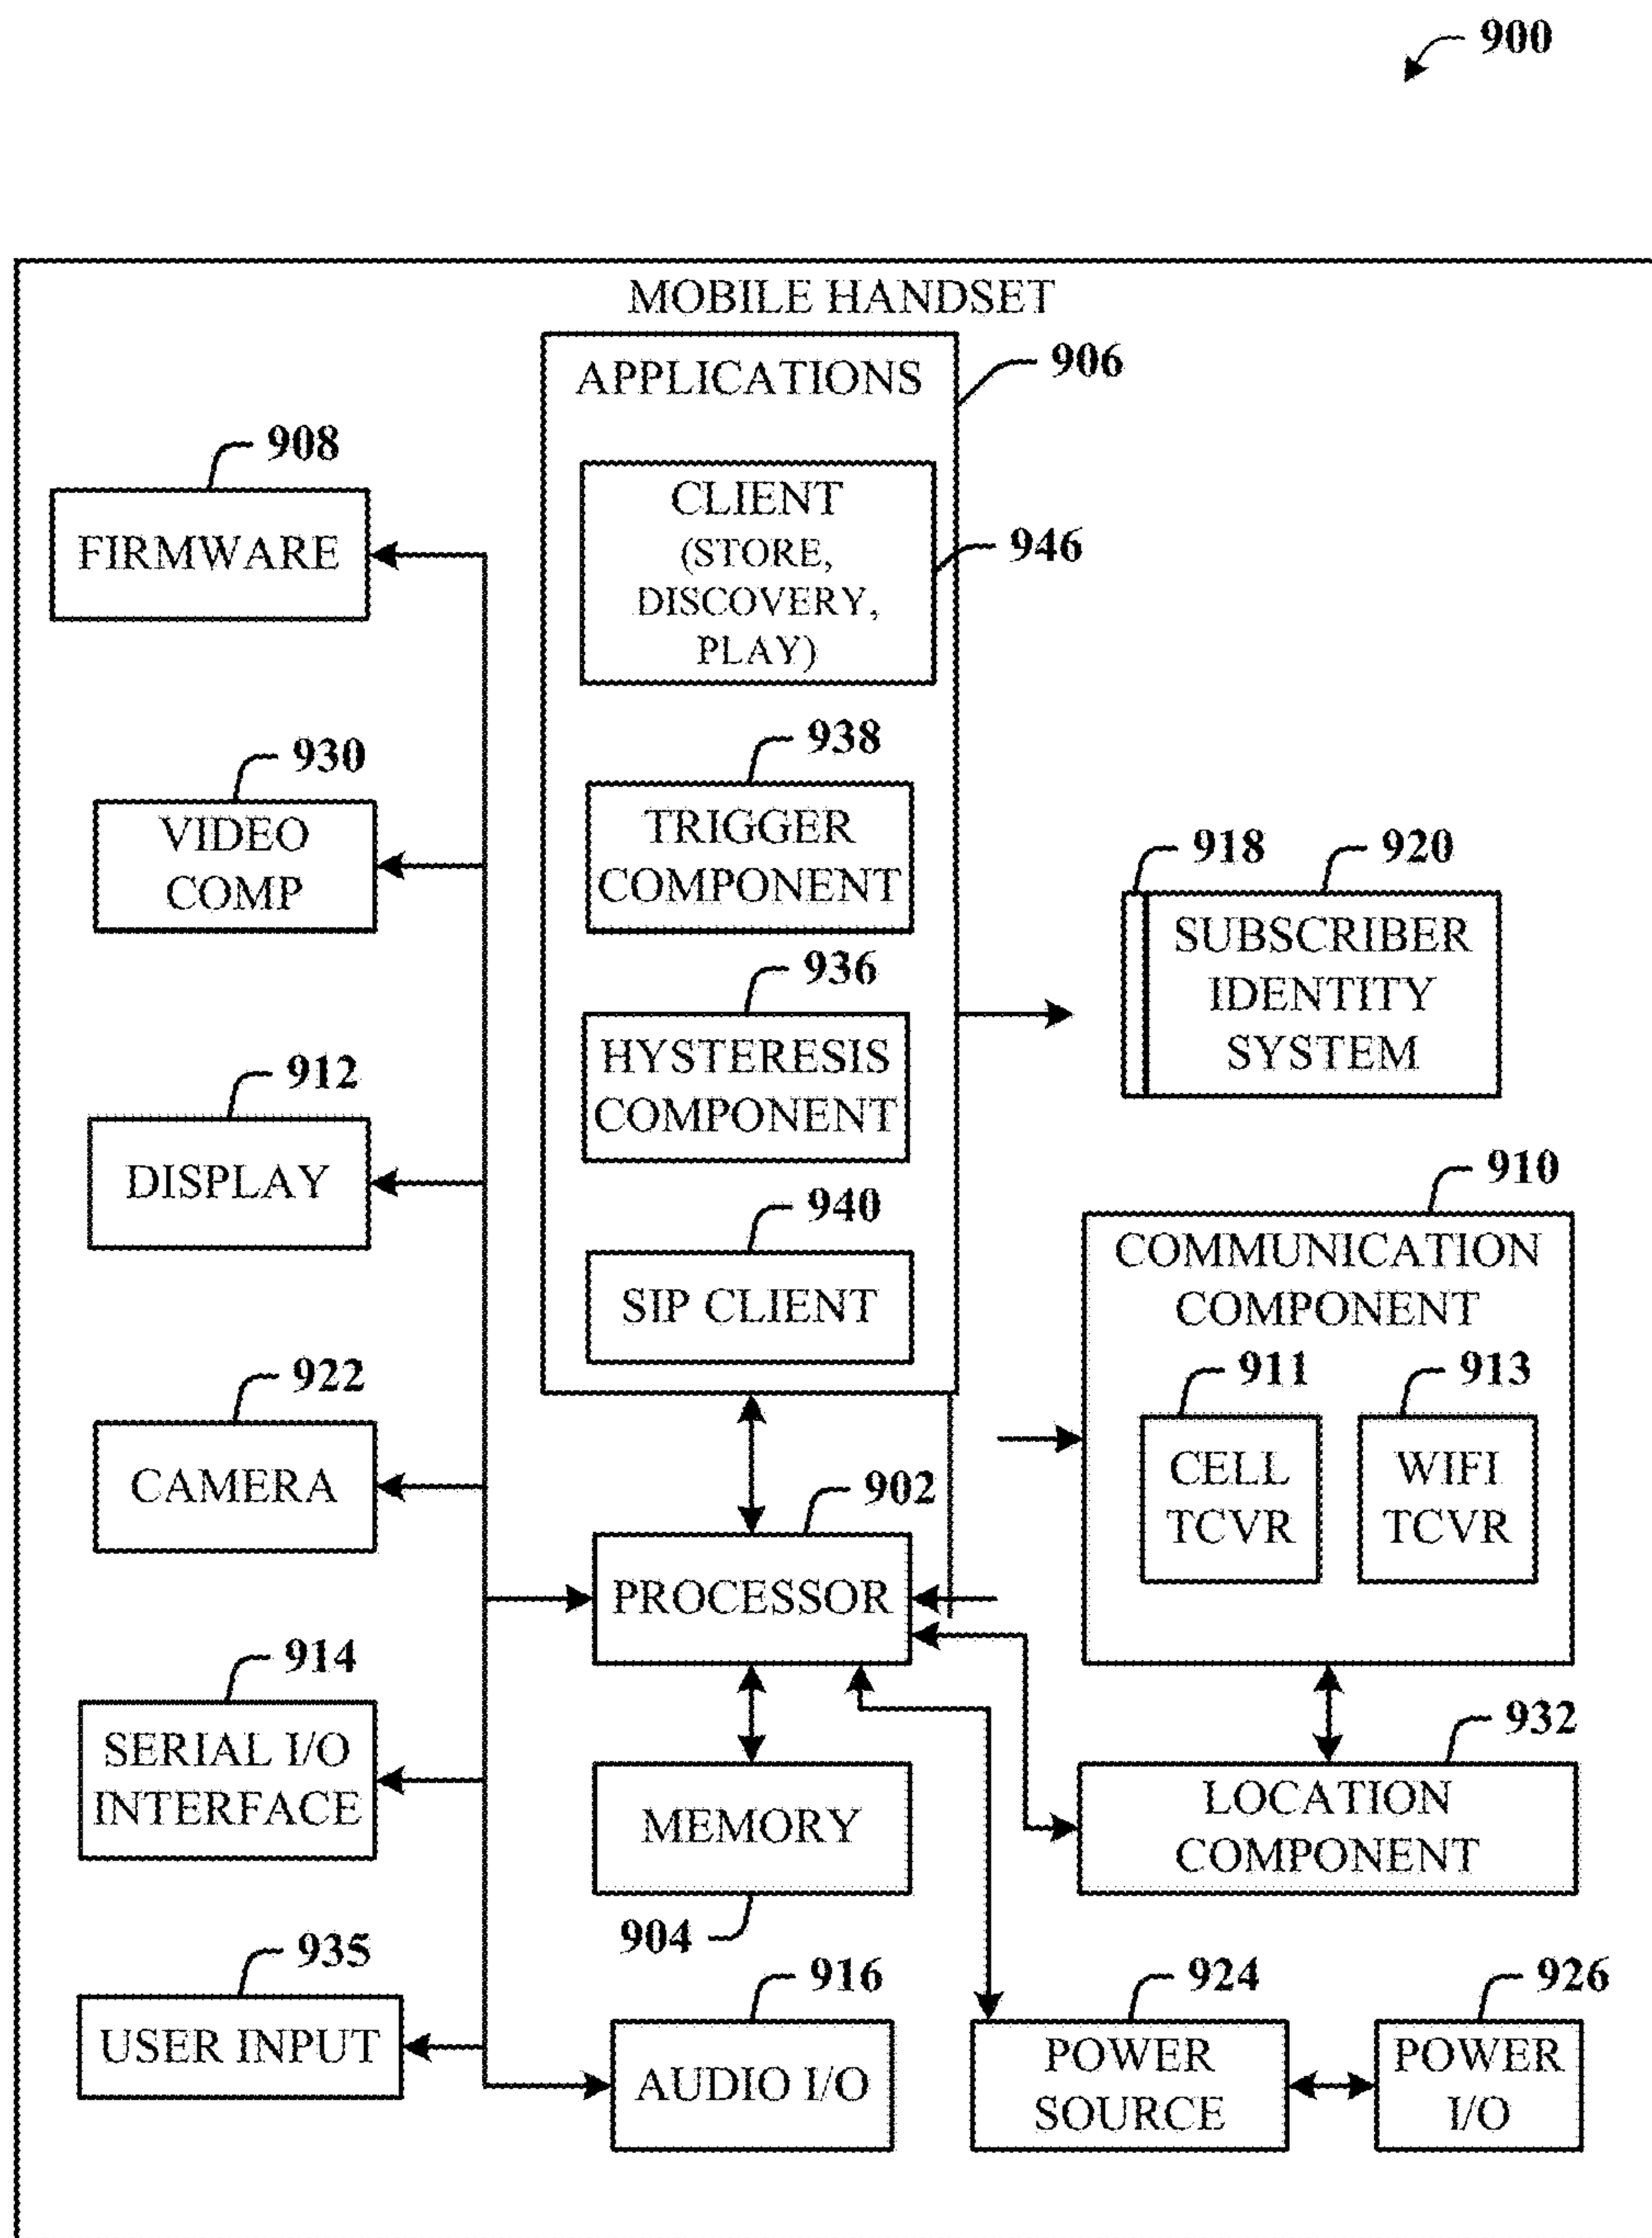 900
MOBILE HANDSET
APPLICATIONS
906
CLIENT
(STORE,
DISCOVERY,
PLAY)
946
938
TRIGGER
COMPONENT
936
HYSTERESIS
COMPONENT
940
SIP CLIENT
908
FIRMWARE
930
VIDEO
COMP
912
DISPLAY
922
CAMERA
914
SERIAL I/O
INTERFACE
935
USER INPUT
902
PROCESSOR
MEMORY
904
916
AUDIO I/O
918
920
SUBSCRIBER
IDENTITY
SYSTEM
910
COMMUNICATION
COMPONENT
911
CELL
TCVR
913
WIFI
TCVR
932
LOCATION
COMPONENT
924
POWER
SOURCE
926
POWER
I/O